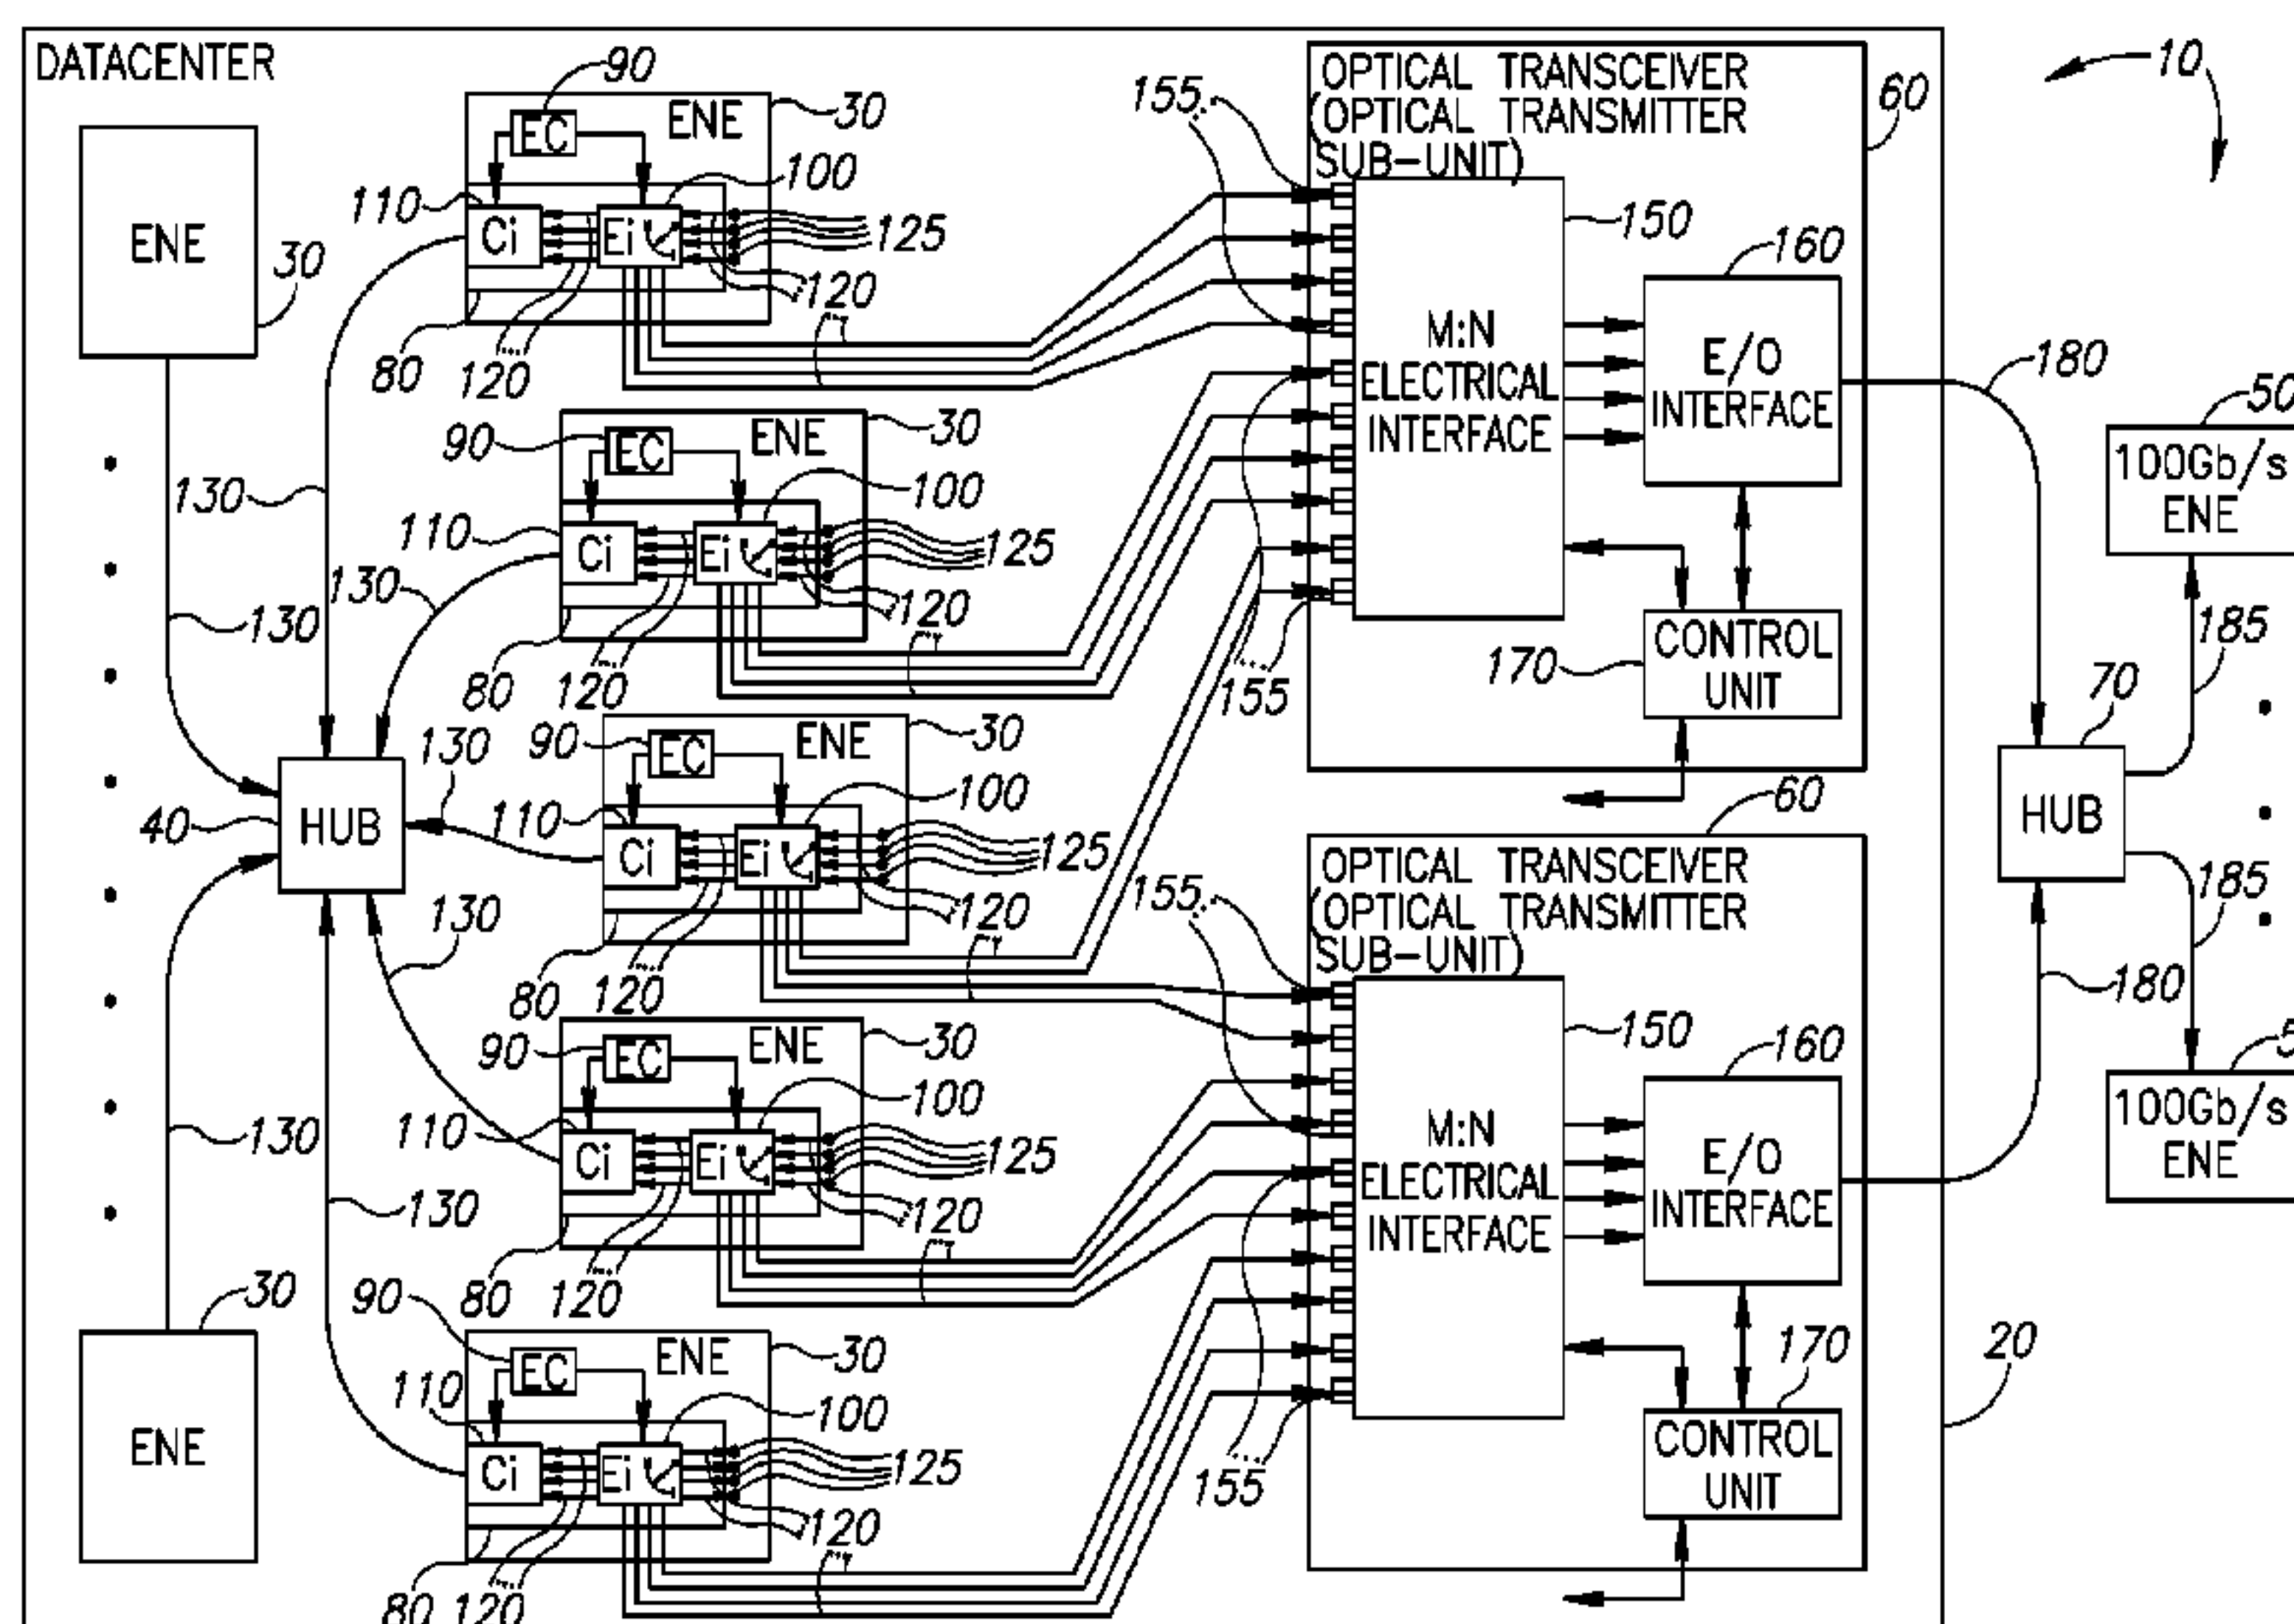 DATACENTER
10
ENE
30
130
ENE
30
130
HUB
40
90
EC
ENE
30
100
110
Ci
Ei
125
120
80
120
130
90
EC
ENE
30
100
110
Ci
Ei
125
120
80
120
130
90
EC
ENE
30
100
110
Ci
Ei
125
120
80
120
130
90
EC
ENE
30
100
110
Ci
Ei
125
120
80
120
130
90
EC
ENE
30
100
110
Ci
Ei
125
120
80
120
130
OPTICAL TRANSCEIVER
(OPTICAL TRANSMITTER
SUB-UNIT)
60
155
150
160
M:N
ELECTRICAL
INTERFACE
E/O
INTERFACE
155
170
CONTROL
UNIT
180
OPTICAL TRANSCEIVER
(OPTICAL TRANSMITTER
SUB-UNIT)
60
155
150
160
M:N
ELECTRICAL
INTERFACE
E/O
INTERFACE
155
170
CONTROL
UNIT
180
20
70
HUB
185
185
50
100Gb/s
ENE
100Gb/s
ENE